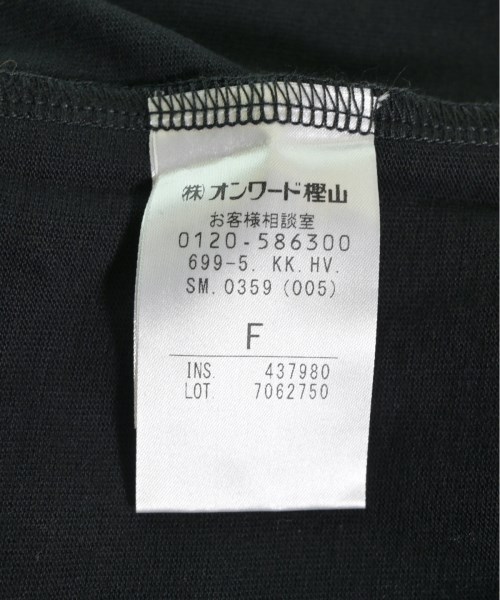 ㈱オンワード樫山
お客様相談室
0120-586300
699-5. KK.HV.
SM.0359 (005)
F
INS. 437980
LOT. 7062750